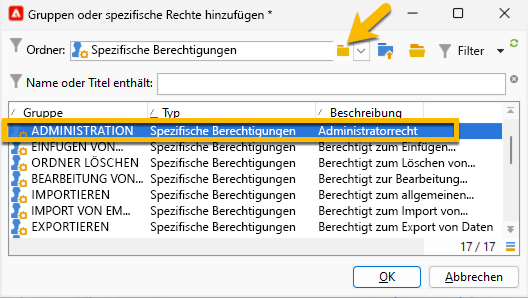 Gruppen oder spezifische Rechte hinzufügen *
Ordner: Spezifische Berechtigungen Filter
Name oder Titel enthält:
Gruppe Typ Beschreibung
ADMINISTRATION Spezifische Berechtigungen Administratorrecht
EINFÜGEN VON... Spezifische Berechtigungen Berechtigt zum Einfügen...
ORDNER LÖSCHEN Spezifische Berechtigungen Berechtigt zum Löschen von...
BEARBEITUNG VON... Spezifische Berechtigungen Berechtigt zur Bearbeitung...
IMPORTIEREN Spezifische Berechtigungen Berechtigt zum allgemeinen...
IMPORT VON EM... Spezifische Berechtigungen Berechtigt zum Import von...
EXPORTIEREN Spezifische Berechtigungen Berechtigt zum Export von Daten
17 / 17
OK Abbrechen